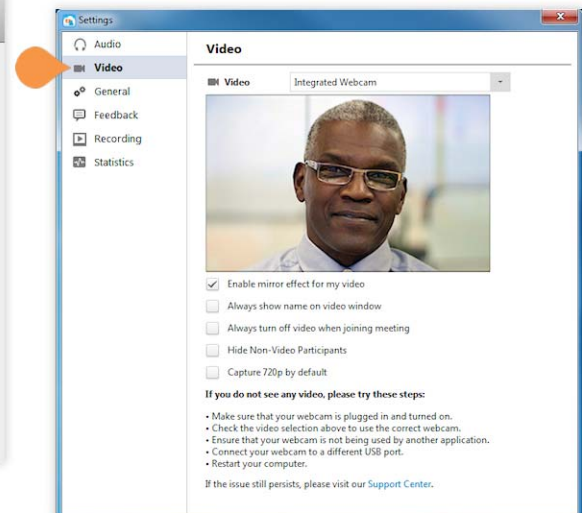 Settings
Audio
Video
General
Feedback
Recording
Statistics
Video
Video Integrated Webcam
Enable mirror effect for my video
Always show name on video window
Always turn off video when joining meeting
Hide Non-Video Participants
Capture 720p by default
If you do not see any video, please try these steps:
• Make sure that your webcam is plugged in and turned on.
• Check the video selection above to use the correct webcam.
• Ensure that your webcam is not being used by another application.
• Connect your webcam to a different USB port.
• Restart your computer.
If the issue still persists, please visit our Support Center.